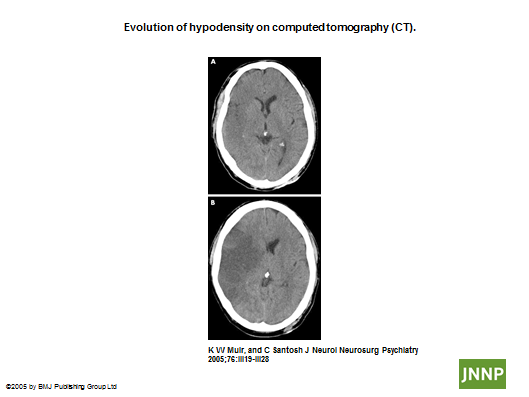 Evolution of hypodensity on computed tomography (CT).
A
B
K W Muir, and C Santosh J Neurol Neurosurg Psychiatry
2005;76:iii19-iii28
©2005 by BMJ Publishing Group Ltd
JNNP